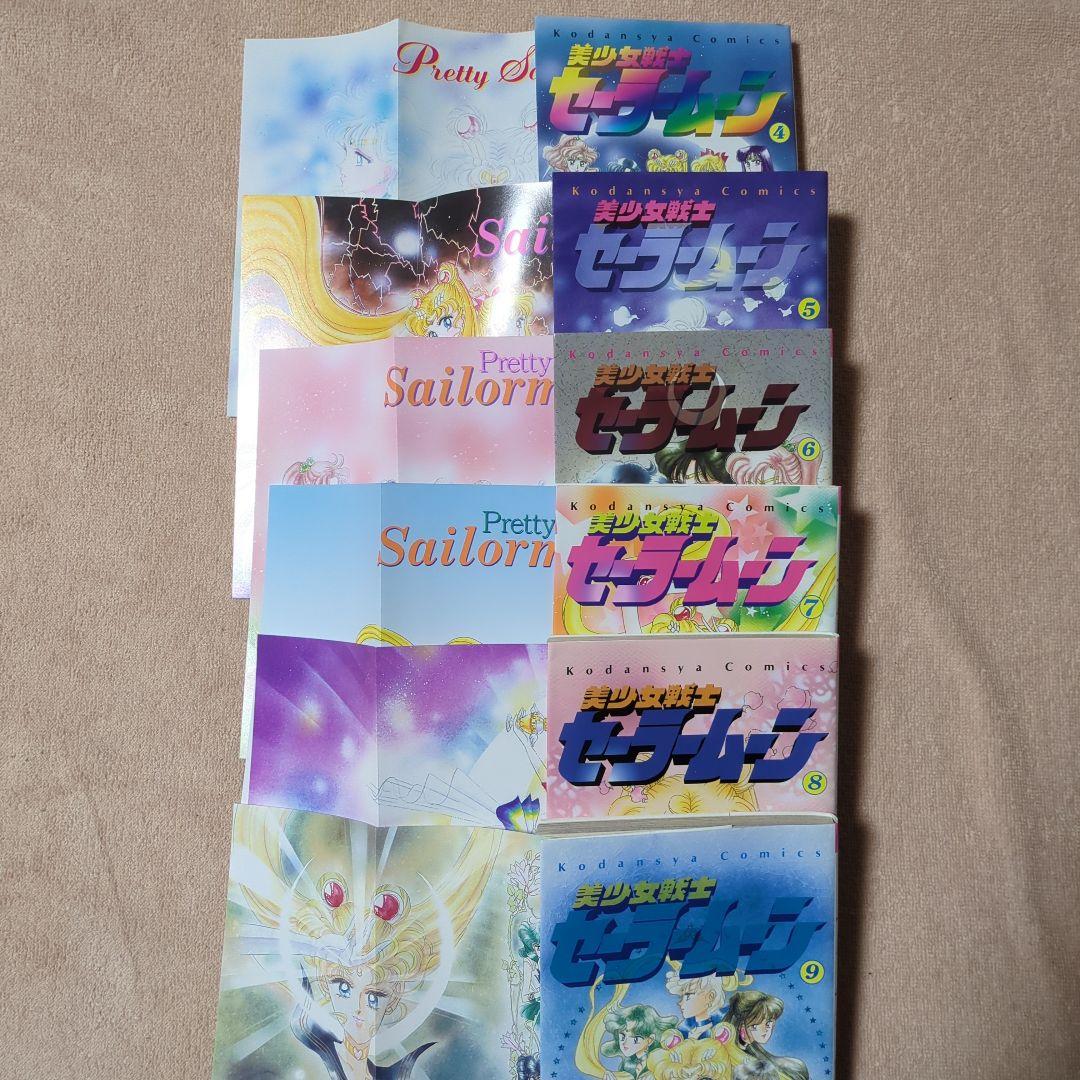 Pretty
Kodansya Comics
美少女戦士
セーラームーン
4
Sai
Kodansya Comics
美少女戦士
セーラームーン
5
Pretty
Sailorm
Kodansya Comics
美少女戦士
セーラームーン
6
Pretty
Sailorm
Kodansya Comics
美少女戦士
セーラームーン
7
Kodansya Comics
美少女戦士
セーラームーン
8
Kodansya Comics
美少女戦士
セーラームーン
9